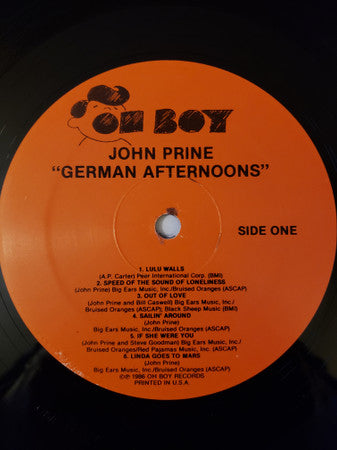 OH BOY
JOHN PRINE
"GERMAN AFTERNOONS"
SIDE ONE
1. LULU WALLS
(A.P. Carter) Peer International Corp. (BMI)
2. SPEED OF THE SOUND OF LONELINESS
(John Prine) Big Ears Music, Inc./Bruised Oranges (ASCAP)
3. OUT OF LOVE
(John Prine and Bill Caswell) Big Ears Music, Inc./
Bruised Oranges (ASCAP); Black Sheep Music (BMI)
4. SAILIN' AROUND
(John Prine)
Big Ears Music, Inc./Bruised Oranges (ASCAP)
5. IF SHE WERE YOU
(John Prine and Steve Goodman) Big Ears Music, Inc./
Bruised Oranges/Red Pajamas Music, Inc. (ASCAP)
6. LINDA GOES TO MARS
(John Prine)
Big Ears Music, Inc./Bruised Oranges (ASCAP)
©℗ 1986 OH BOY RECORDS
PRINTED IN U.S.A